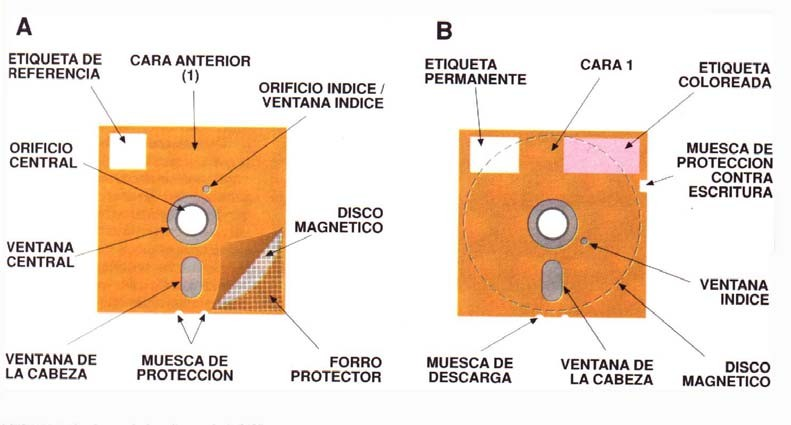 A
ETIQUETA DE
REFERENCIA
CARA ANTERIOR
(1)
ORIFICIO INDICE /
VENTANA INDICE
ORIFICIO
CENTRAL
DISCO
MAGNETICO
VENTANA
CENTRAL
VENTANA DE
LA CABEZA
MUESCA DE
PROTECCION
FORRO
PROTECTOR
B
ETIQUETA
PERMANENTE
CARA 1
ETIQUETA
COLOREADA
MUESCA DE
PROTECCION
CONTRA
ESCRITURA
VENTANA
INDICE
MUESCA DE
DESCARGA
VENTANA DE
LA CABEZA
DISCO
MAGNETICO